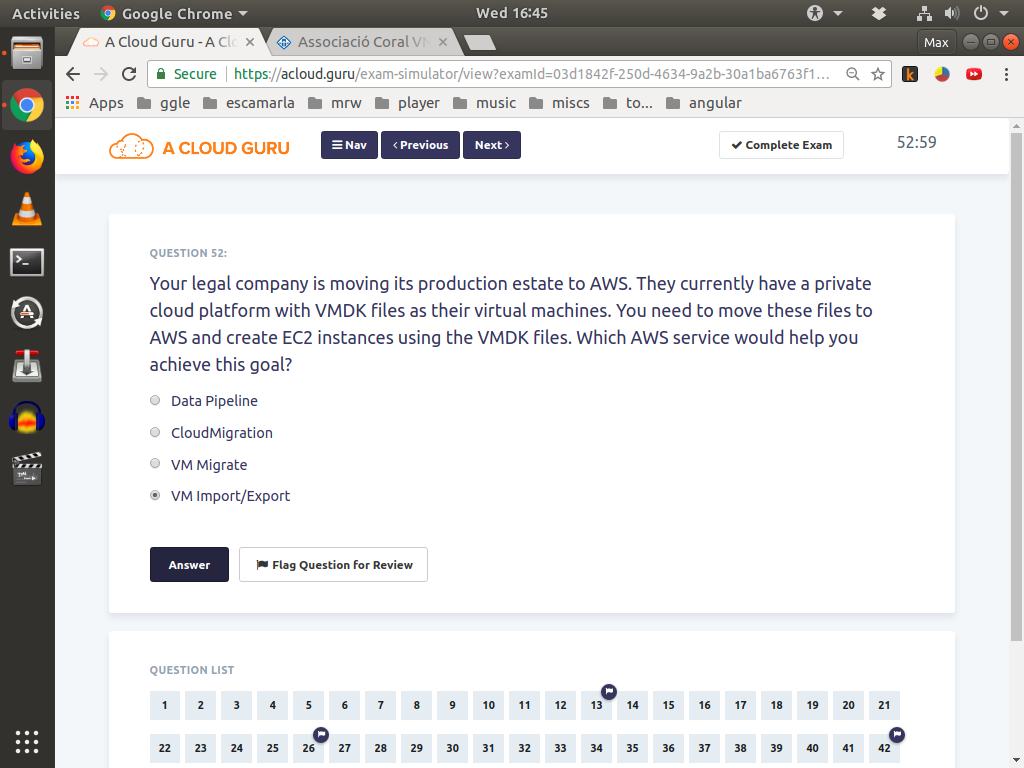 Activities Google Chrome Wed 16:45
A Cloud Guru - A Clo Associació Coral VM Max
Secure https://acloud.guru/exam-simulator/view?examId=03d1842f-250d-4634-9a2b-30a1ba6763f1...
Apps ggle escamarla mrw player music miscs to... angular
A CLOUD GURU Nav Previous Next Complete Exam 52:59
QUESTION 52:
Your legal company is moving its production estate to AWS. They currently have a private
cloud platform with VMDK files as their virtual machines. You need to move these files to
AWS and create EC2 instances using the VMDK files. Which AWS service would help you
achieve this goal?
Data Pipeline
CloudMigration
VM Migrate
VM Import/Export
Answer Flag Question for Review
QUESTION LIST
1 2 3 4 5 6 7 8 9 10 11 12 13 14 15 16 17 18 19 20 21
22 23 24 25 26 27 28 29 30 31 32 33 34 35 36 37 38 39 40 41 42